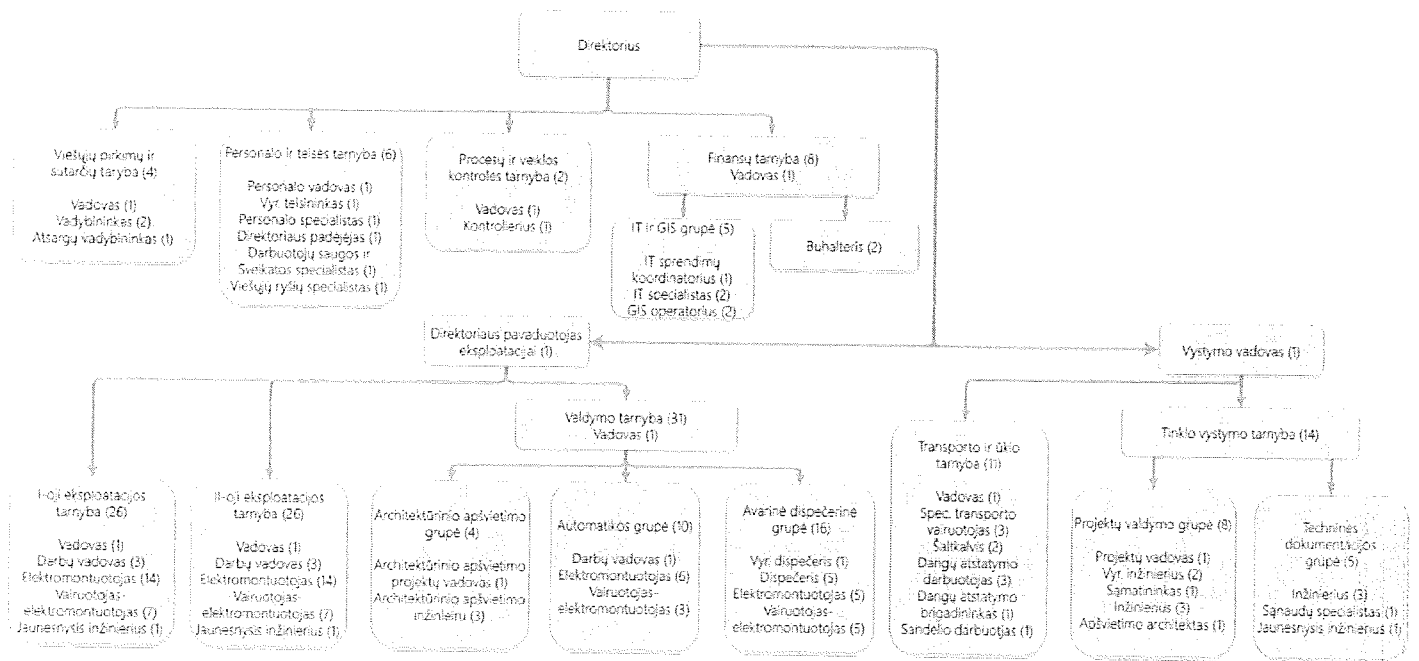 Direktorius
Viešųjų pirkimų ir
sutarčių taryba (4)
Vadovas (1)
Vadybininkas (2)
Atsargų vadybininkas (1)
Personalo ir teisės tarnyba (6)
Personalo vadovas (1)
Vyr. teisininkas (1)
Personalo specialistas (1)
Direktoriaus padėjėjas (1)
Darbuotojų saugos ir
Sveikatos specialistas (1)
Viešųjų ryšių specialistas (1)
Procesų ir veiklos
kontrolės tarnyba (2)
Vadovas (1)
Kontrolierius (1)
Finansų tarnyba (8)
Vadovas (1)
IT ir GIS grupė (5)
IT sprendimų
koordinatorius (1)
IT specialistas (2)
GIS operatorius (2)
Buhalteris (2)
Direktoriaus pavaduotojas
eksploatacijai (1)
Vystymo vadovas (1)
Valdymo tarnyba (31)
Vadovas (1)
Tinklo vystymo tarnyba (14)
I-oji eksploatacijos
tarnyba (26)
Vadovas (1)
Darbų vadovas (3)
Elektromontuotojas (14)
Vairuotojas-
elektromontuotojas (7)
Jaunesnysis inžinierius (1)
II-oji eksploatacijos
tarnyba (26)
Vadovas (1)
Darbų vadovas (3)
Elektromontuotojas (14)
Vairuotojas-
elektromontuotojas (7)
Jaunesnysis inžinierius (1)
Architektūrinio apšvietimo
grupė (4)
Architektūrinio apšvietimo
projektų vadovas (1)
Architektūrinio apšvietimo
inžinierių (3)
Automatikos grupė (10)
Darbų vadovas (1)
Elektromontuotojas (6)
Vairuotojas-
elektromontuotojas (3)
Avarinė dispečerinė
grupė (16)
Vyr. dispečeris (1)
Dispečeris (5)
Elektromontuotojas (5)
Vairuotojas-
elektromontuotojas (5)
Transporto ir ūkio
tarnyba (11)
Vadovas (1)
Spec. transporto
vairuotojas (3)
Šaltkalvis (2)
Dangų atstatymo
darbuotojas (3)
Dangų atstatymo
brigadininkas (1)
Sandėlio darbuotjas (1)
Projektų valdymo grupė (8)
Projektų vadovas (1)
Vyr. inžinierius (2)
Sąmatininkas (1)
Inžinierius (3)
Apšvietimo architektas (1)
Techninės
dokumentacijos
grupė (5)
Inžinierius (3)
Sąnaudų specialistas (1)
Jaunesnysis inžinierius (1)